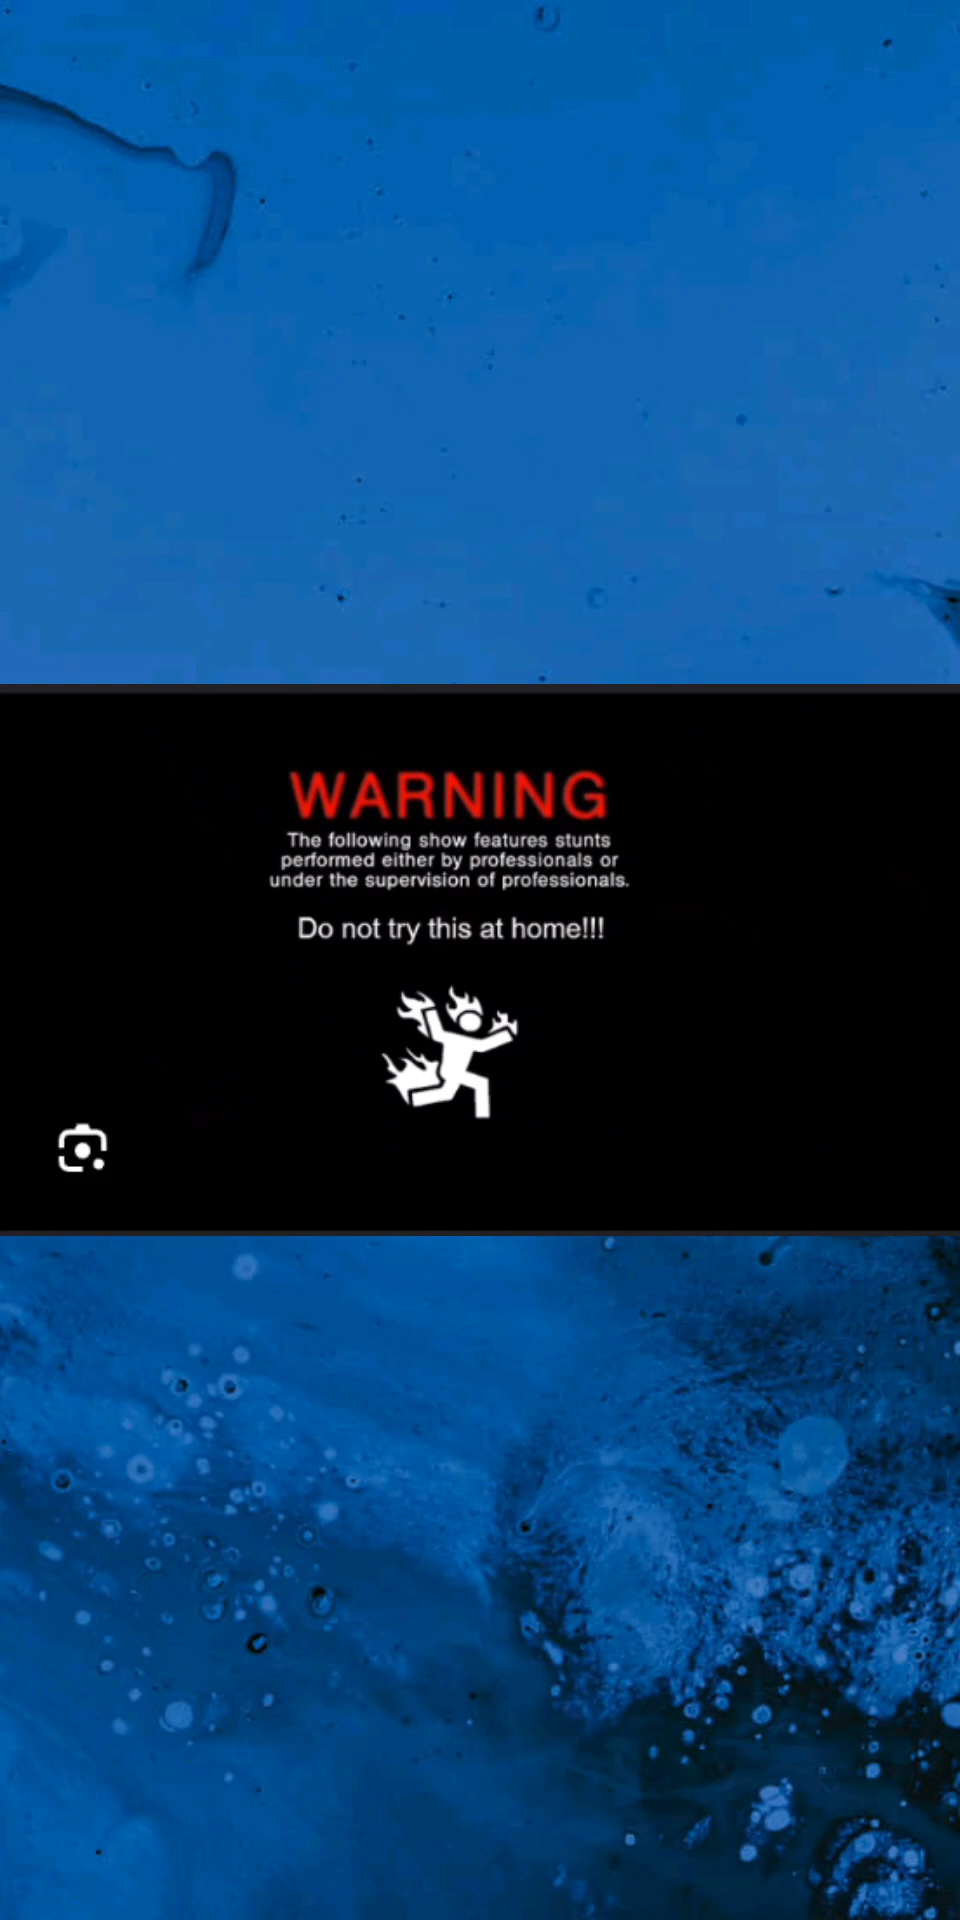 WARNING
The following show features stunts
performed either by professionals or
under the supervision of professionals.
Do not try this at home!!!